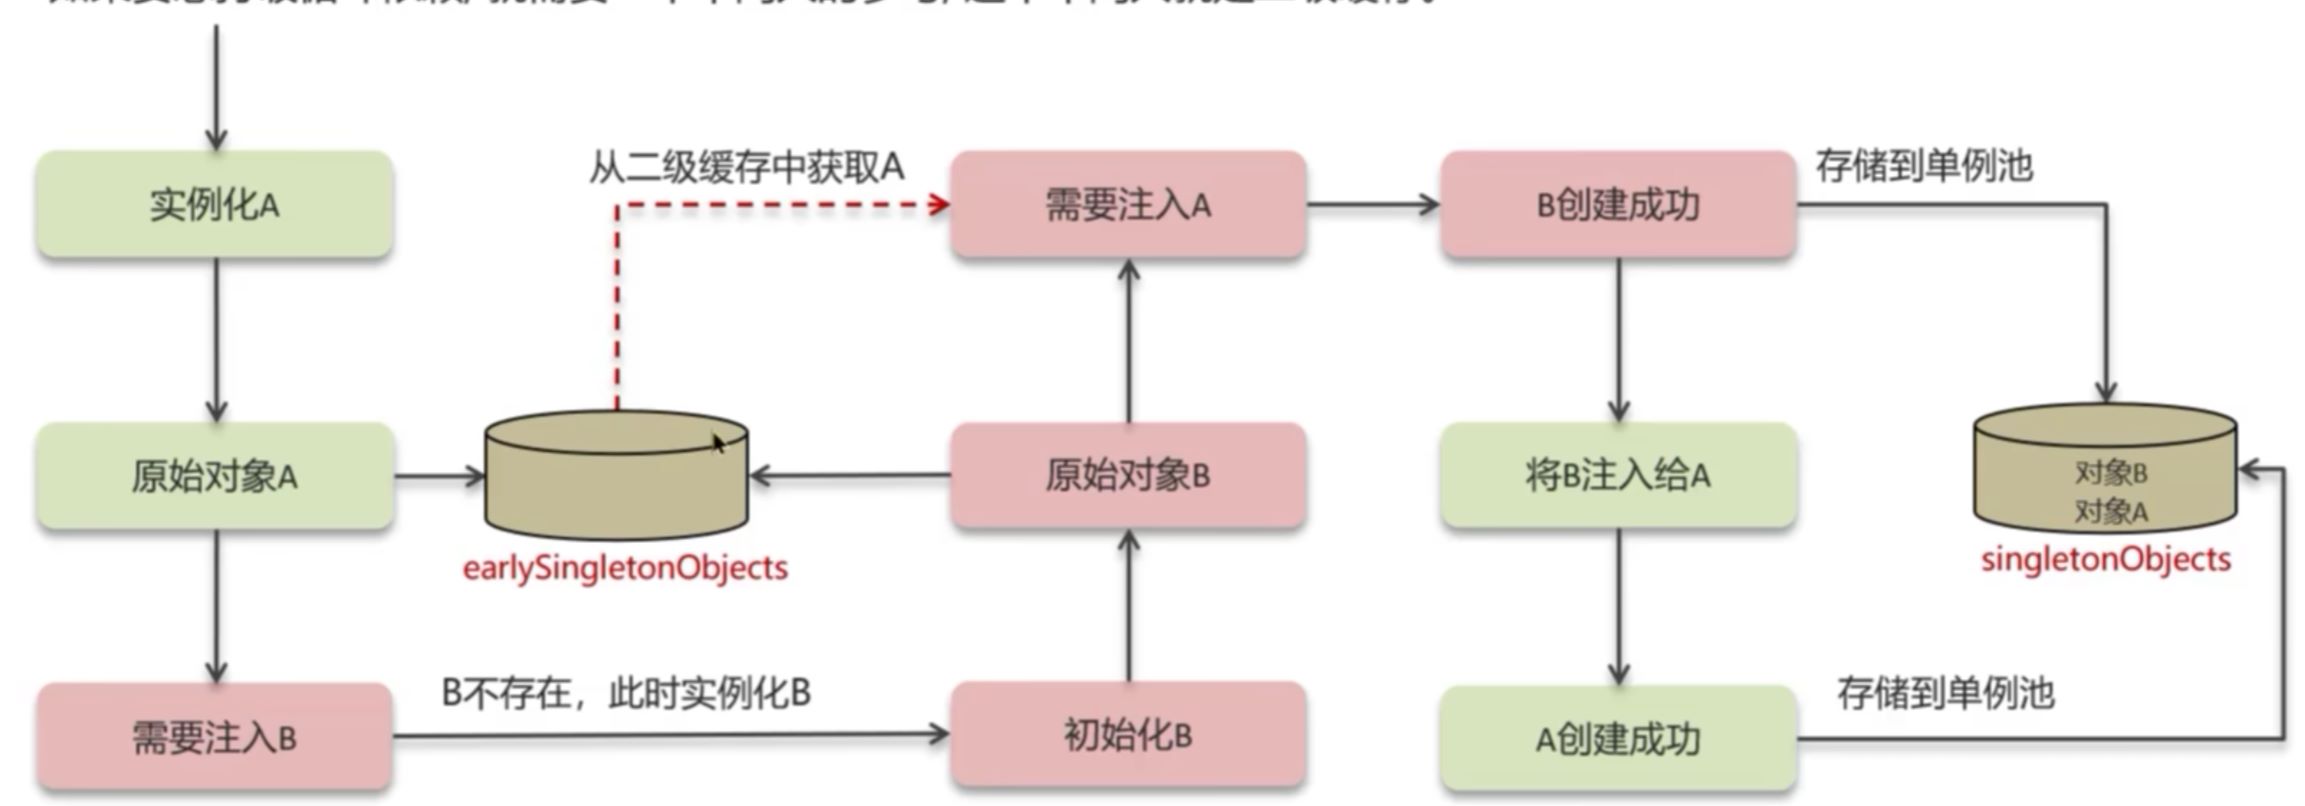 实例化A
从二级缓存中获取A
需要注入A
B创建成功
存储到单例池
原始对象A
earlySingletonObjects
原始对象B
将B注入给A
对象B
对象A
singletonObjects
需要注入B
B不存在，此时实例化B
初始化B
A创建成功
存储到单例池